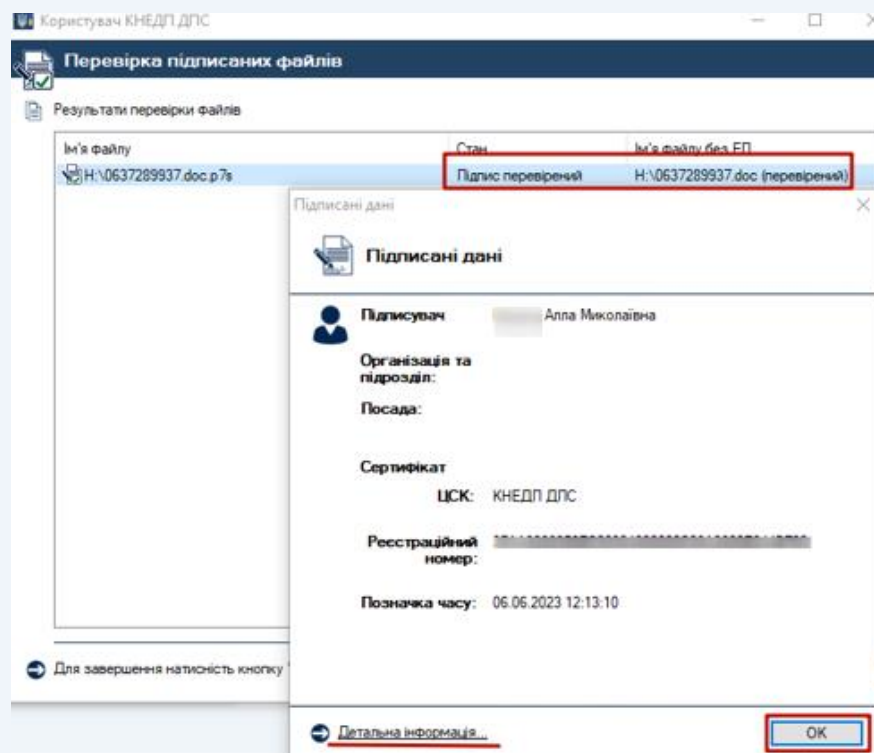 Користувач КНЕДП ДПС
Перевірка підписаних файлів
Результати перевірки файлів
Ім'я файлу Стан Ім'я файлу без ЕП
H:\0637289937.doc.p7s Підпис перевірений H:\0637289937.doc (перевірений)
Підписані дані
Підписані дані
Підписувач Алла Миколаївна
Організація та
підрозділ:
Посада:
Сертифікат
ЦСК: КНЕДП ДПС
Реєстраційний
номер:
Позначка часу: 06.06.2023 12:13:10
Для завершення натисність кнопку
Детальна інформація...
OK